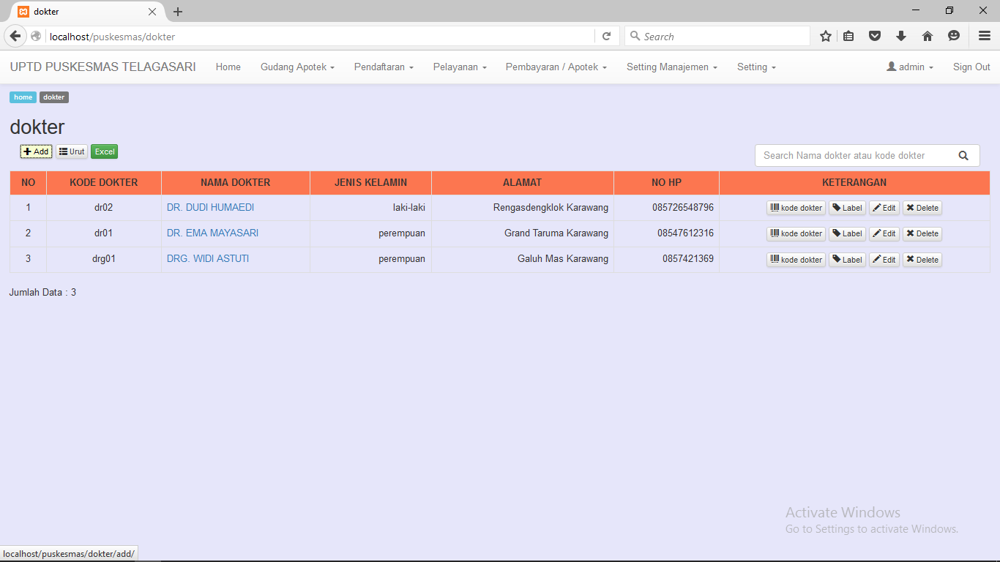 dokter
localhost/puskesmas/dokter
Search
UPTD PUSKESMAS TELAGASARI Home Gudang Apotek Pendaftaran Pelayanan Pembayaran / Apotek Setting Manajemen Setting admin Sign Out
home dokter
dokter
Add Urut Excel
Search Nama dokter atau kode dokter
NO KODE DOKTER NAMA DOKTER JENIS KELAMIN ALAMAT NO HP KETERANGAN
1 dr02 DR. DUDI HUMAEDI laki-laki Rengasdengklok Karawang 085726548796 kode dokter Label Edit Delete
2 dr01 DR. EMA MAYASARI perempuan Grand Taruma Karawang 08547612316 kode dokter Label Edit Delete
3 drg01 DRG. WIDI ASTUTI perempuan Galuh Mas Karawang 0857421369 kode dokter Label Edit Delete
Jumlah Data : 3
Activate Windows
Go to Settings to activate Windows.
localhost/puskesmas/dokter/add/